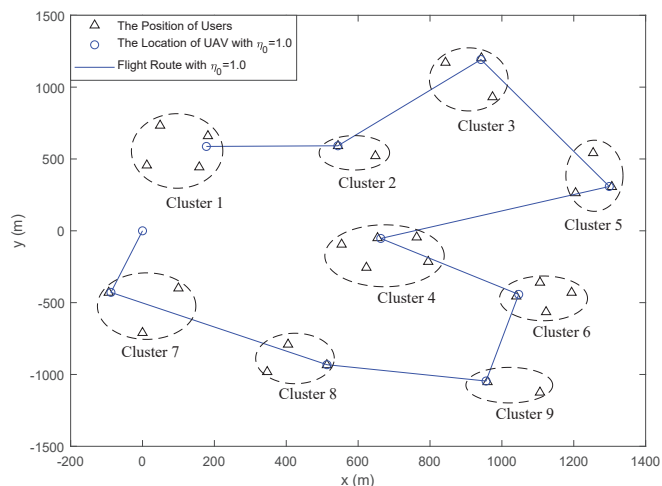 The Position of Users
The Location of UAV with η₀=1.0
Flight Route with η₀=1.0
1500
1000
500
0
-500
-1000
-1500
y (m)
Cluster 1
Cluster 2
Cluster 3
Cluster 4
Cluster 5
Cluster 6
Cluster 7
Cluster 8
Cluster 9
-200 0 200 400 600 800 1000 1200 1400
x (m)